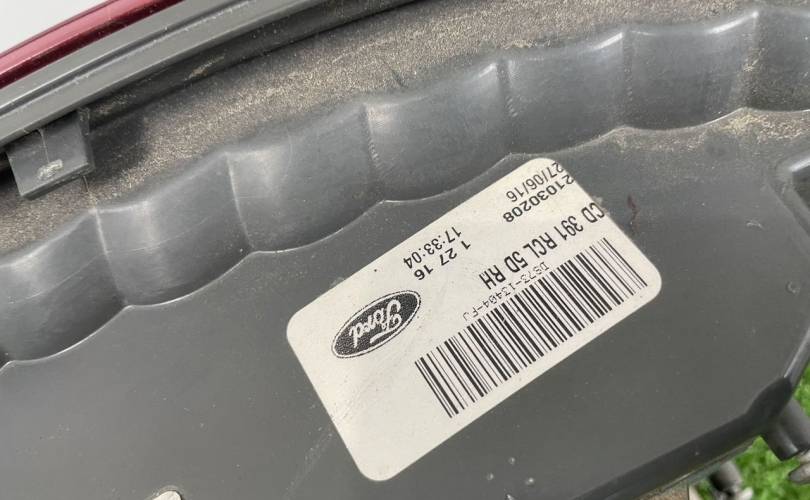 CD 391 RCL 5D RH
DS73-13404-FJ
21030208
27/06/16
1 27 16
17:33:04
Ford